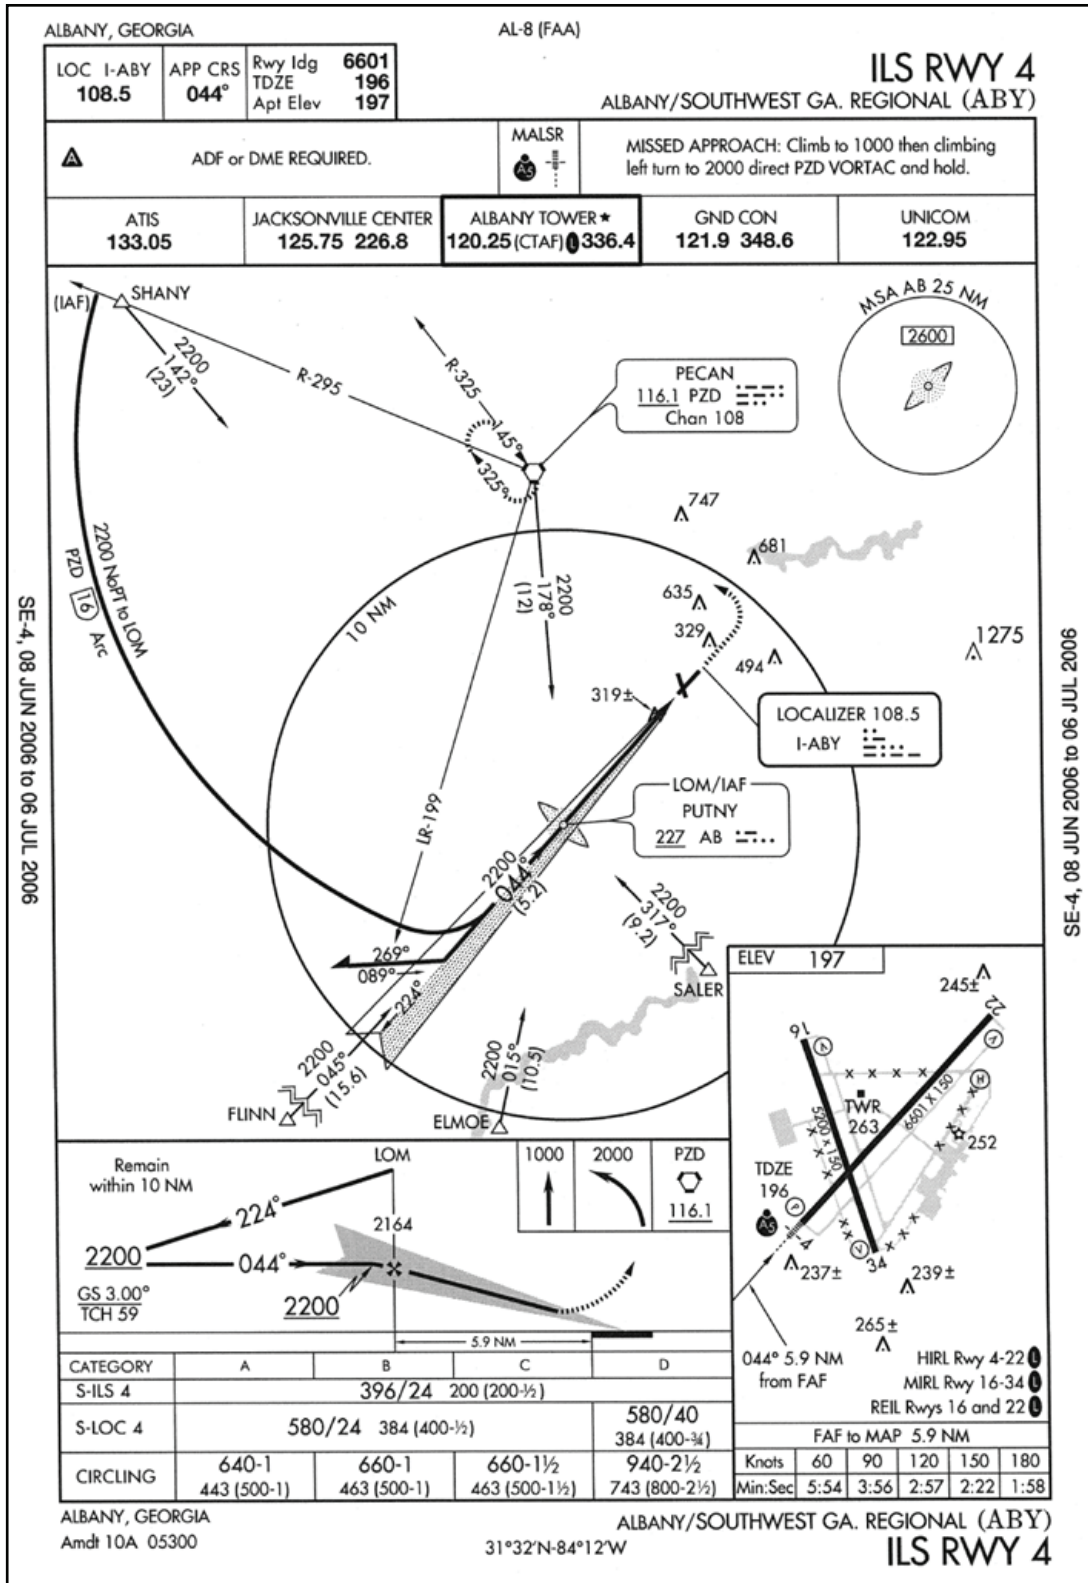 ALBANY, GEORGIA
AL-8 (FAA)
LOC I-ABY
108.5
APP CRS
044°
Rwy ldg 6601
TDZE 196
Apt Elev 197
ILS RWY 4
ALBANY/SOUTHWEST GA. REGIONAL (ABY)
A
ADF or DME REQUIRED.
MALSR
A5
MISSED APPROACH: Climb to 1000 then climbing
left turn to 2000 direct PZD VORTAC and hold.
ATIS
133.05
JACKSONVILLE CENTER
125.75 226.8
ALBANY TOWER★
120.25 (CTAF) L 336.4
GND CON
121.9 348.6
UNICOM
122.95
(IAF)
SHANY
2200
142°
(23)
R-295
R-325
145°
325°
PECAN
116.1 PZD
Chan 108
MSA AB 25 NM
2600
747
681
635
329
494
1275
319±
2200 NoPT to LOM
PZD 16 Arc
10 NM
2200
178°
(12)
LR-199
LOCALIZER 108.5
I-ABY
LOM/IAF
PUTNY
227 AB
2200
044°
(5.2)
2200
317°
(9.2)
SALER
269°
089°
224°
2200
045°
(15.6)
FLINN
2200
015°
(10.5)
ELMOE
SE-4, 08 JUN 2006 to 06 JUL 2006
SE-4, 08 JUN 2006 to 06 JUL 2006
ELEV 197
245±
22
16
V
V
H
TWR
263
5200 X 150
6601 X 150
252
TDZE
196
P
A5
4
V
34
237±
239±
265±
044° 5.9 NM
from FAF
HIRL Rwy 4-22 L
MIRL Rwy 16-34 L
REIL Rwys 16 and 22 L
Remain
within 10 NM
LOM
224°
2164
2200
044°
2200
GS 3.00°
TCH 59
5.9 NM
1000
2000
PZD
116.1
CATEGORY A B C D
S-ILS 4 396/24 200 (200-½)
S-LOC 4 580/24 384 (400-½) 580/40
384 (400-¾)
CIRCLING 640-1 660-1 660-1½ 940-2½
443 (500-1) 463 (500-1) 463 (500-1½) 743 (800-2½)
FAF to MAP 5.9 NM
Knots 60 90 120 150 180
Min:Sec 5:54 3:56 2:57 2:22 1:58
ALBANY, GEORGIA
Amdt 10A 05300
31°32'N-84°12'W
ALBANY/SOUTHWEST GA. REGIONAL (ABY)
ILS RWY 4